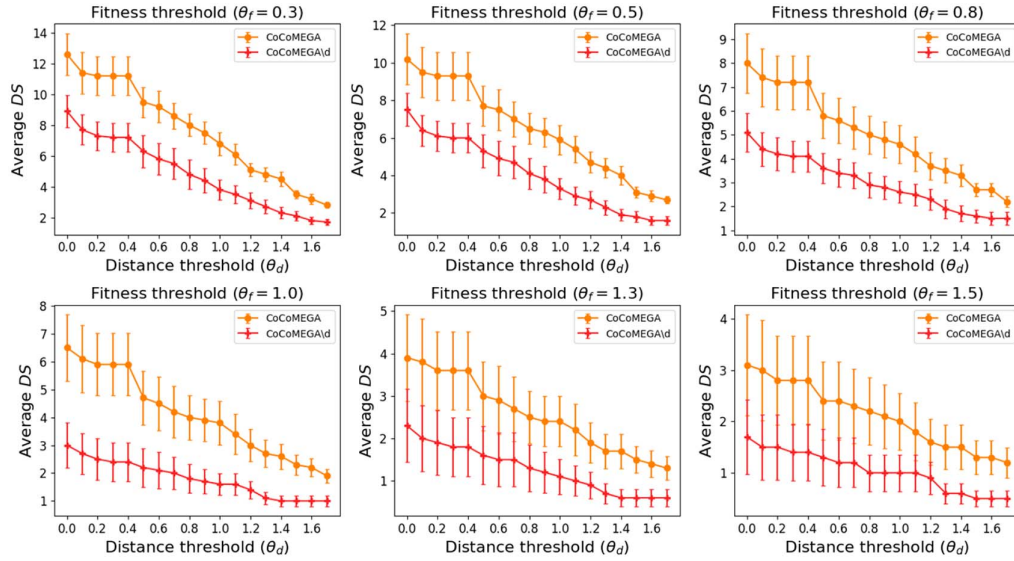 Fitness threshold (θf = 0.3)
CoCoMEGA
CoCoMEGA\d
Average DS
14
12
10
8
6
4
2
0.0 0.2 0.4 0.6 0.8 1.0 1.2 1.4 1.6
Distance threshold (θd)
Fitness threshold (θf = 0.5)
CoCoMEGA
CoCoMEGA\d
Average DS
12
10
8
6
4
2
0.0 0.2 0.4 0.6 0.8 1.0 1.2 1.4 1.6
Distance threshold (θd)
Fitness threshold (θf = 0.8)
CoCoMEGA
CoCoMEGA\d
Average DS
9
8
7
6
5
4
3
2
1
0.0 0.2 0.4 0.6 0.8 1.0 1.2 1.4 1.6
Distance threshold (θd)
Fitness threshold (θf = 1.0)
CoCoMEGA
CoCoMEGA\d
Average DS
8
7
6
5
4
3
2
1
0.0 0.2 0.4 0.6 0.8 1.0 1.2 1.4 1.6
Distance threshold (θd)
Fitness threshold (θf = 1.3)
CoCoMEGA
CoCoMEGA\d
Average DS
5
4
3
2
1
0.0 0.2 0.4 0.6 0.8 1.0 1.2 1.4 1.6
Distance threshold (θd)
Fitness threshold (θf = 1.5)
CoCoMEGA
CoCoMEGA\d
Average DS
4
3
2
1
0.0 0.2 0.4 0.6 0.8 1.0 1.2 1.4 1.6
Distance threshold (θd)